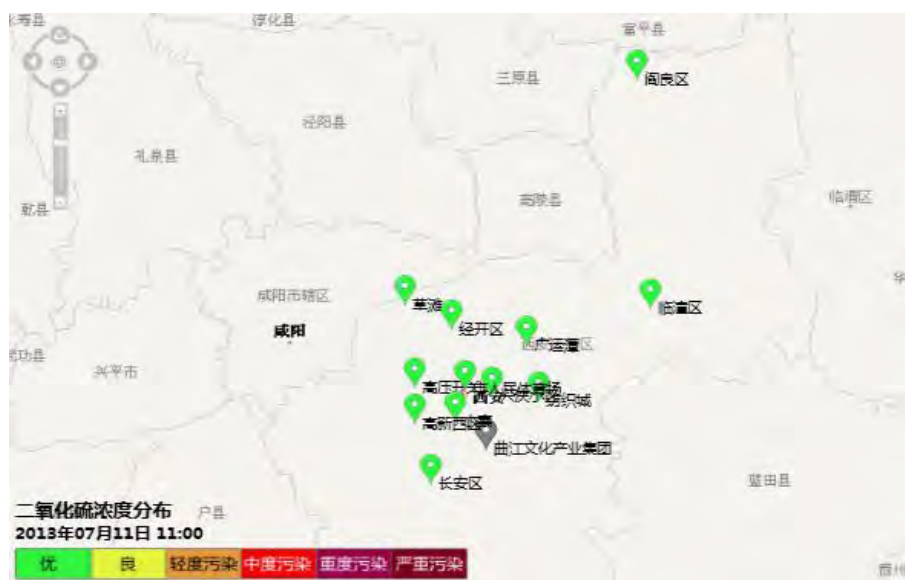 淳化县
富平县
阎良区
三原县
泾阳县
礼泉县
临渭区
高陵县
乾县
咸阳市辖区
草滩
临潼区
经开区
咸阳
广运潭
兴平市
高压开关
人民体育场
西安
纺织城
高新西区
曲江文化产业集团
长安区
蓝田县
户县
二氧化硫浓度分布
2013年07月11日 11:00
优 良 轻度污染 中度污染 重度污染 严重污染